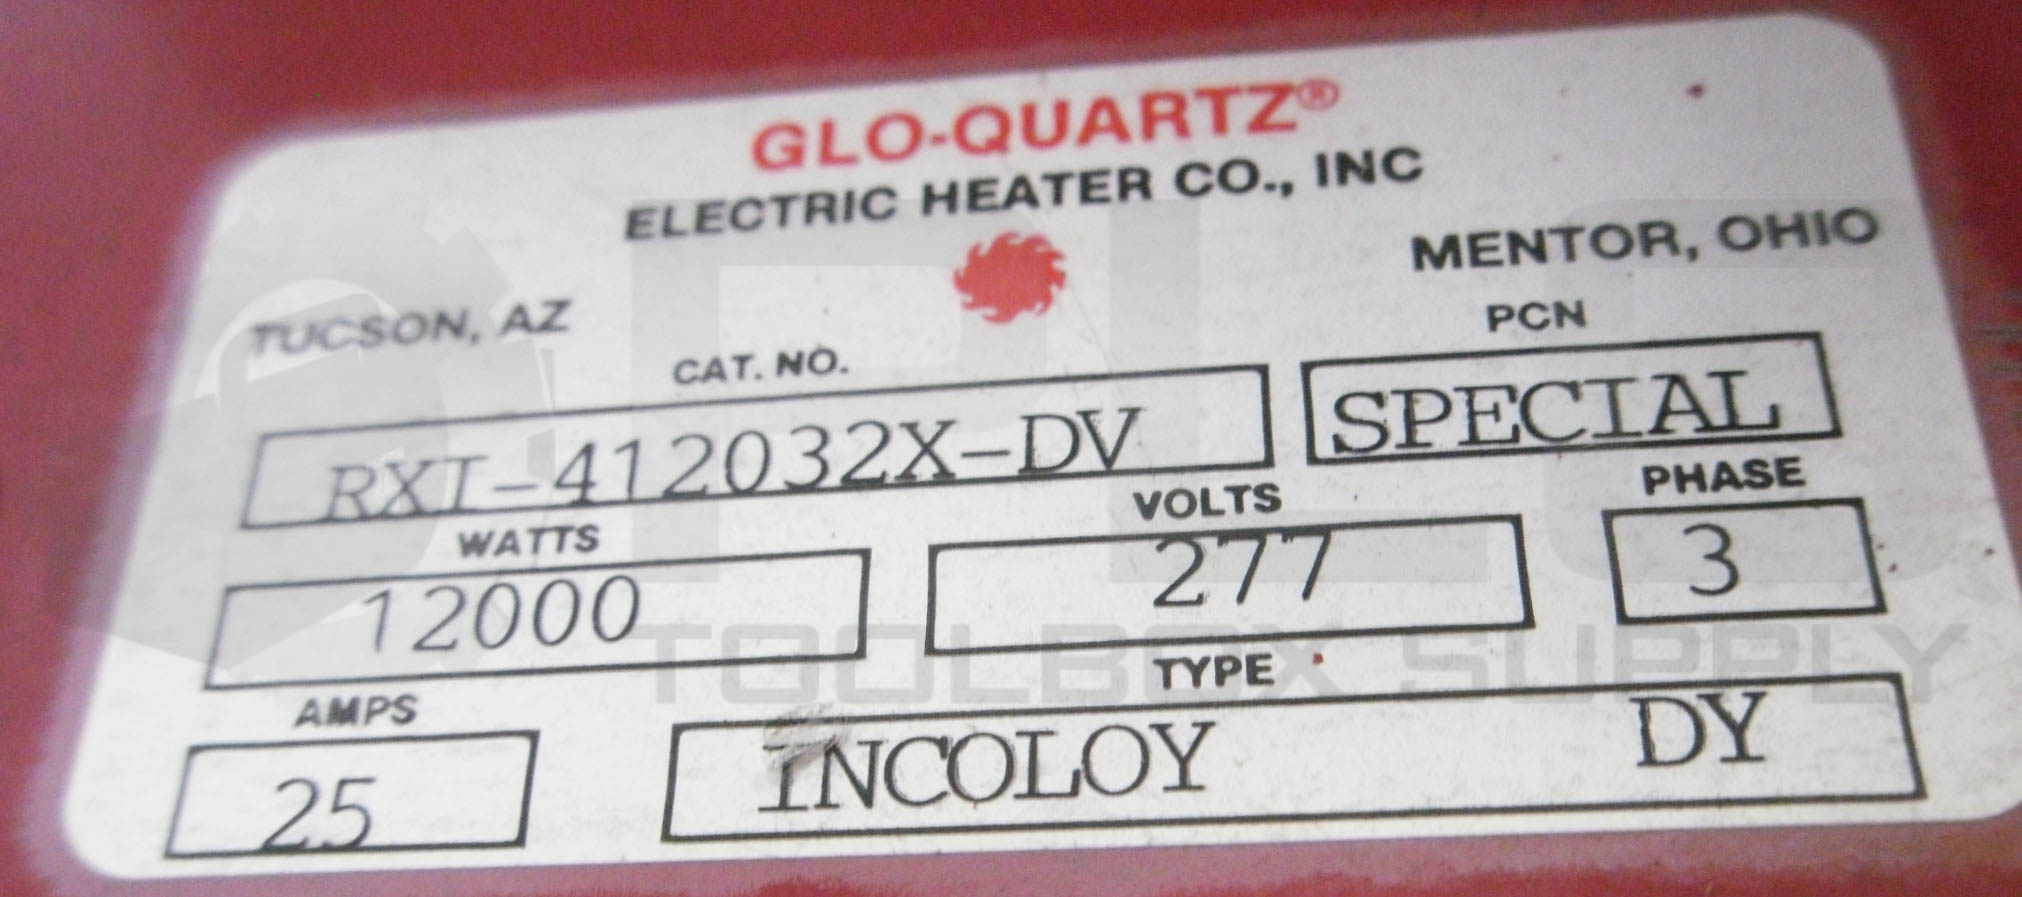 GLO-QUARTZ®
ELECTRIC HEATER CO., INC
TUCSON, AZ
MENTOR, OHIO
CAT. NO.
PCN
RXI-412032X-DV
SPECIAL
WATTS
VOLTS
PHASE
12000
277
3
AMPS
TYPE
25
INCOLOY DY
PLC
TOOLBOX SUPPLY